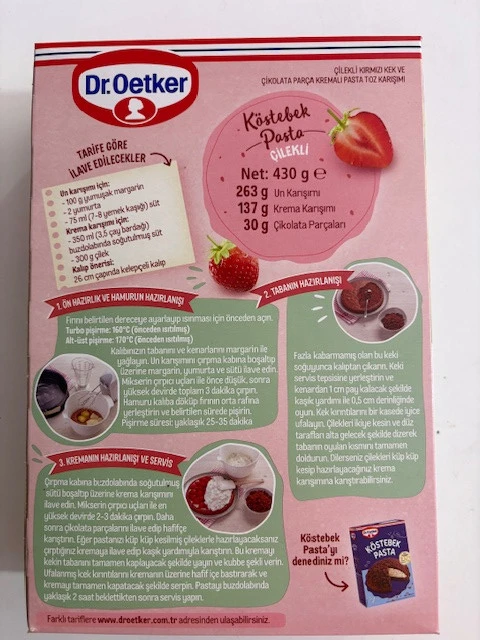 Dr.Oetker
ÇİLEKLİ KIRMIZI KEK VE
ÇİKOLATA PARÇA KREMALI PASTA TOZ KARIŞIMI
Köstebek
Pasta
ÇİLEKLİ
Net: 430 g e
263 g Un Karışımı
137 g Krema Karışımı
30 g Çikolata Parçaları
TARİFE GÖRE
İLAVE EDİLECEKLER
Un karışımı için:
- 100 g yumuşak margarin
- 2 yumurta
- 75 ml (7-8 yemek kaşığı) süt
Krema karışımı için:
- 350 ml (3,5 çay bardağı)
buzdolabında soğutulmuş süt
- 300 g çilek
Kalıp önerisi:
26 cm çapında kelepçeli kalıp
1. ÖN HAZIRLIK VE HAMURUN HAZIRLANIŞI
Fırını belirtilen dereceye ayarlayıp ısınması için önceden açın.
Turbo pişirme: 160°C (önceden ısıtılmış)
Alt-üst pişirme: 170°C (önceden ısıtılmış)
Kalıbınızın tabanını ve kenarlarını margarin ile
yağlayın. Un karışımını çırpma kabına boşaltıp
üzerine margarin, yumurta ve sütü ilave edin.
Mikserin çırpıcı uçları ile önce düşük, sonra
yüksek devirde toplam 3 dakika çırpın.
Hamuru kalıba döküp fırının orta rafına
yerleştirin ve belirtilen sürede pişirin.
Pişirme süresi: yaklaşık 25-35 dakika
2. TABANIN HAZIRLANIŞI
Fazla kabarmamış olan bu keki
soğuyunca kalıptan çıkarın. Keki
servis tepsisine yerleştirin ve
kenardan 1 cm pay kalacak şekilde
kaşık yardımı ile 0,5 cm derinliğinde
oyun. Kek kırıntılarını bir kasede iyice
ufalayın. Çilekleri ikiye kesin ve düz
tarafları alta gelecek şekilde dizerek
tabanın oyulan kısmını tamamen
doldurun. Dilerseniz çilekleri küp küp
kesip hazırlayacağınız krema
karışımına karıştırabilirsiniz.
3. KREMANIN HAZIRLANIŞI VE SERVİS
Çırpma kabına buzdolabında soğutulmuş
sütü boşaltıp üzerine krema karışımını
ilave edin. Mikserin çırpıcı uçları ile en
yüksek devirde 2-3 dakika çırpın. Daha
sonra çikolata parçalarını ilave edip hafifçe
karıştırın. Eğer pastanızı küp küp kesilmiş çileklerle hazırlayacaksanız
çırptığınız kremaya ilave edip kaşık yardımıyla karıştırın. Bu kremayı
kekin tabanını tamamen kaplayacak şekilde yayın ve kubbe şekli verin.
Ufalanmış kek kırıntılarını kremanın üzerine hafif içe bastırarak ve
kremayı tamamen kapatacak şekilde serpin. Pastayı buzdolabında
yaklaşık 2 saat beklettikten sonra servis yapın.
Köstebek
Pasta'yı
denediniz mi?
Dr.Oetker
KÖSTEBEK
PASTA
Farklı tariflere www.droetker.com.tr adresinden ulaşabilirsiniz.